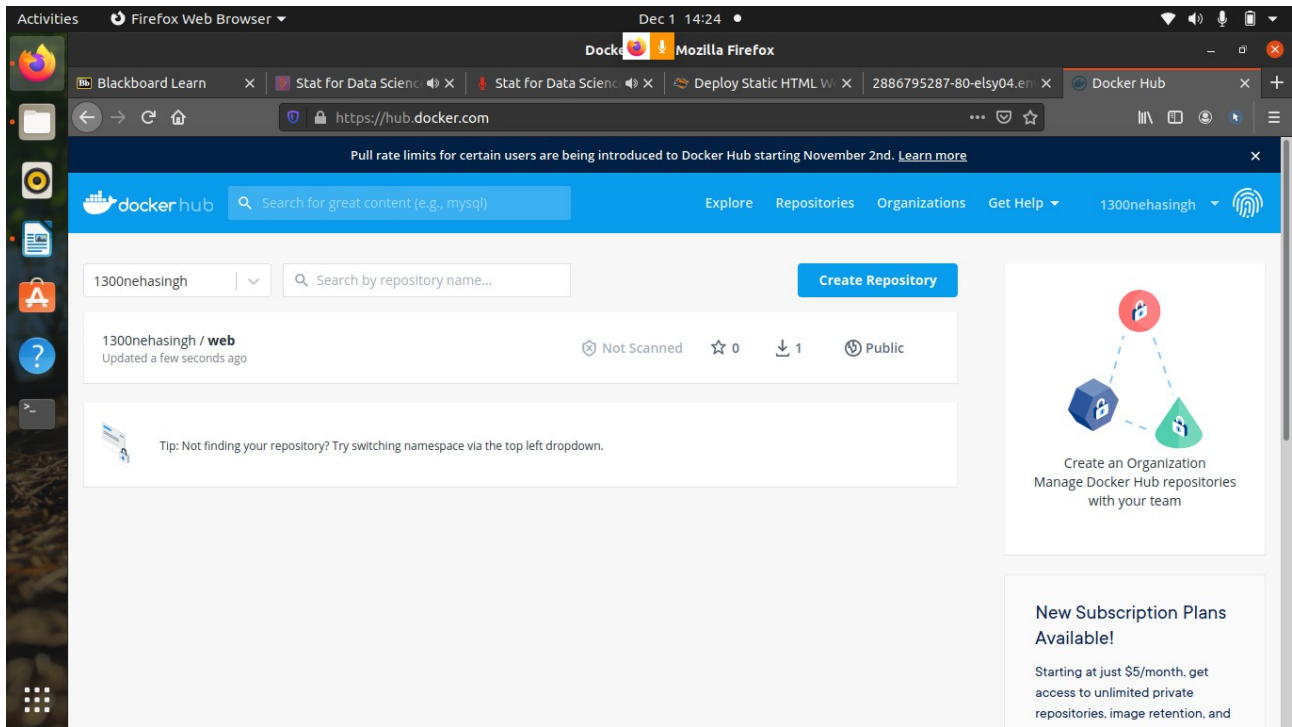 Activities Firefox Web Browser Dec 1 14:24
Mozilla Firefox
Blackboard Learn Stat for Data Scienc Stat for Data Scienc Deploy Static HTML W 2886795287-80-elsy04.en Docker Hub
https://hub.docker.com
Pull rate limits for certain users are being introduced to Docker Hub starting November 2nd. Learn more
dockerhub Search for great content (e.g., mysql) Explore Repositories Organizations Get Help 1300nehasingh
1300nehasingh Search by repository name... Create Repository
1300nehasingh / web
Updated a few seconds ago
Not Scanned 0 1 Public
Tip: Not finding your repository? Try switching namespace via the top left dropdown.
Create an Organization
Manage Docker Hub repositories
with your team
New Subscription Plans
Available!
Starting at just $5/month, get
access to unlimited private
repositories, image retention, and